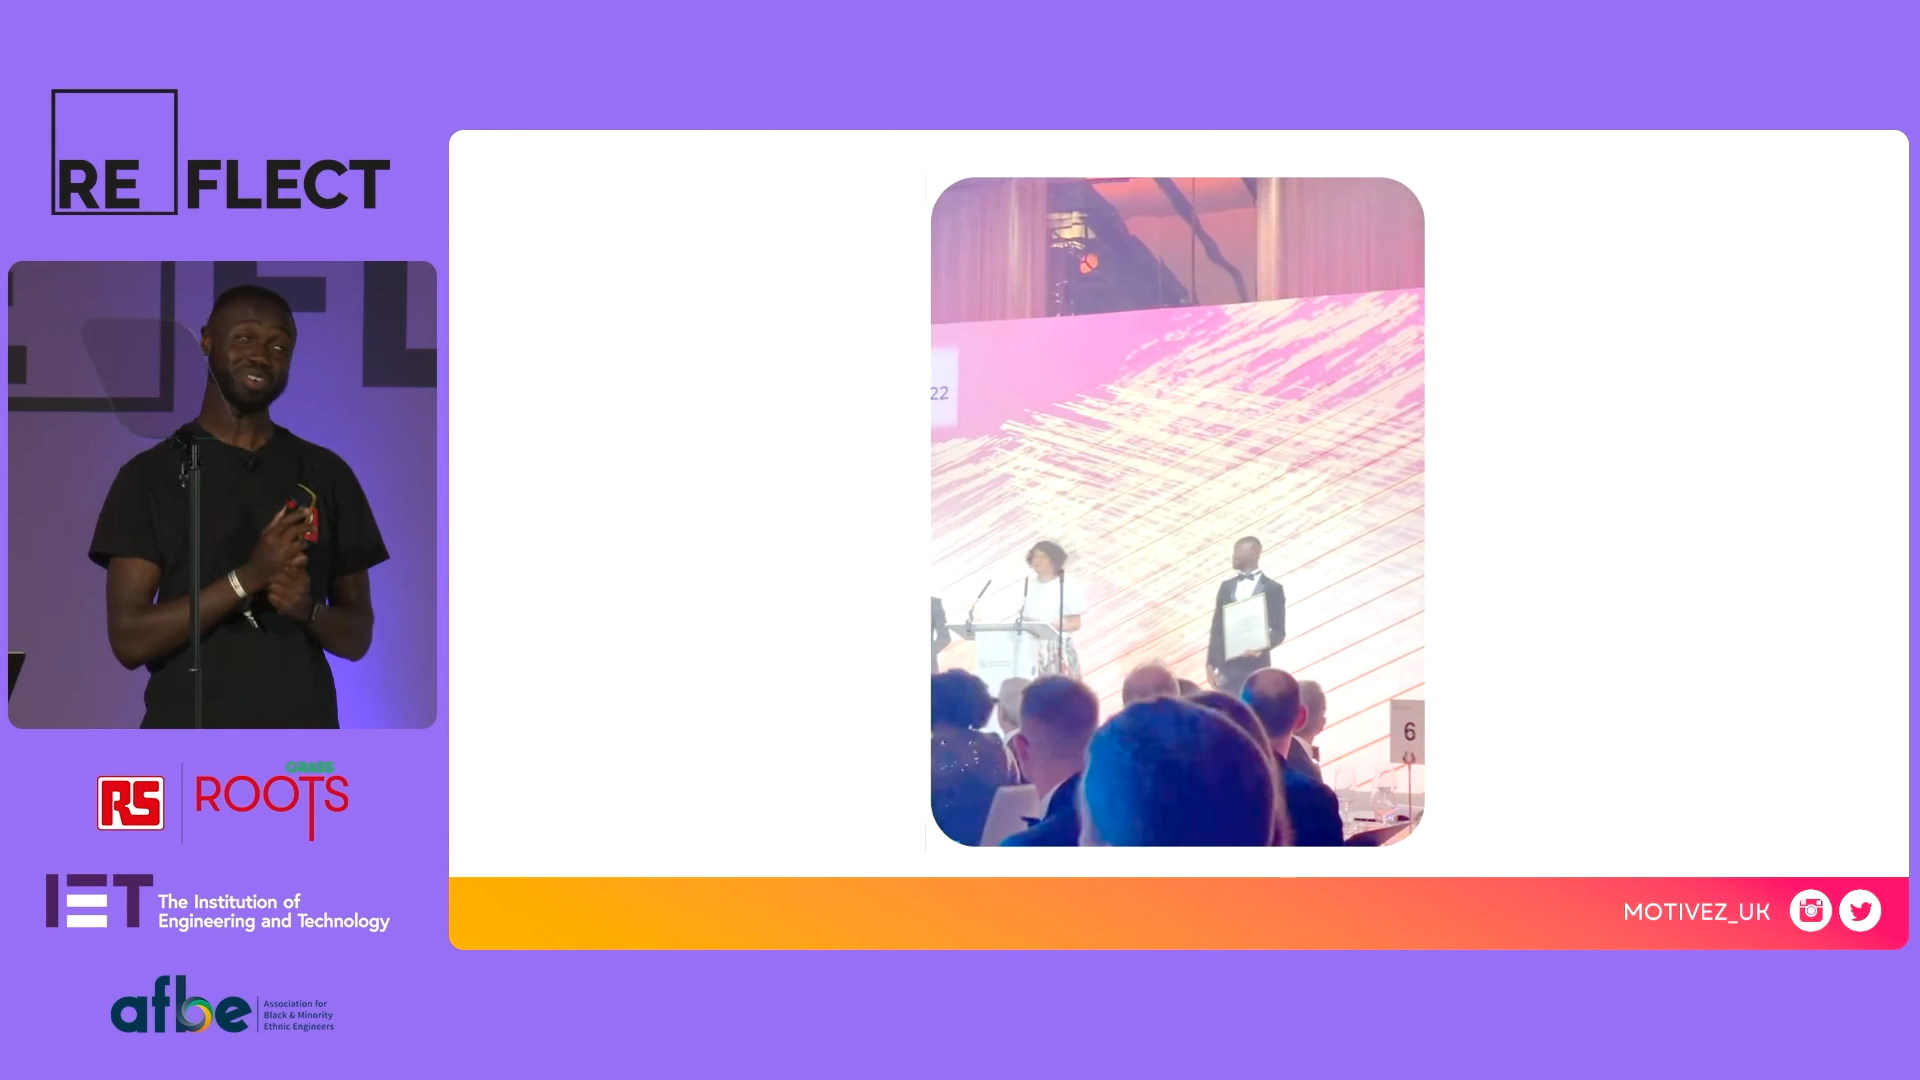 RE FLECT
RS
GRASS
ROOTS
IET
The Institution of
Engineering and Technology
afbe
Association for
Black & Minority
Ethnic Engineers
22
6
MOTIVEZ_UK